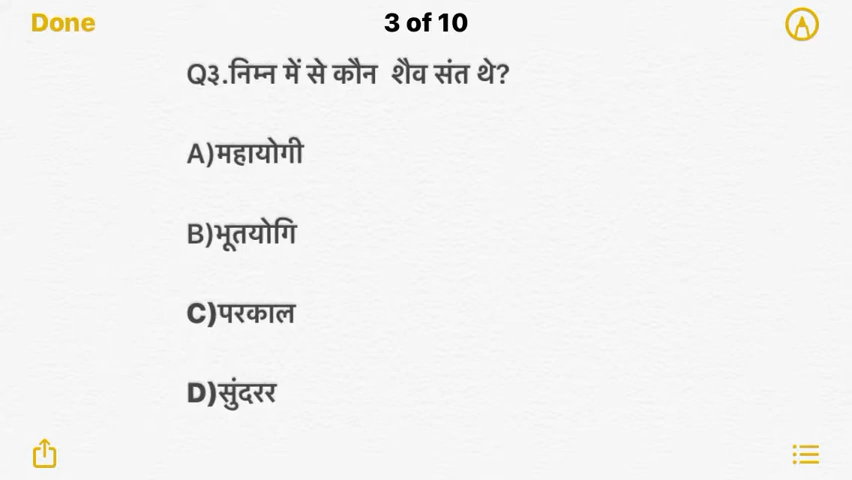 Done
3 of 10
Q३.निम्न में से कौन शैव संत थे?
A)महायोगी
B)भूतयोगि
C)परकाल
D)सुंदरर